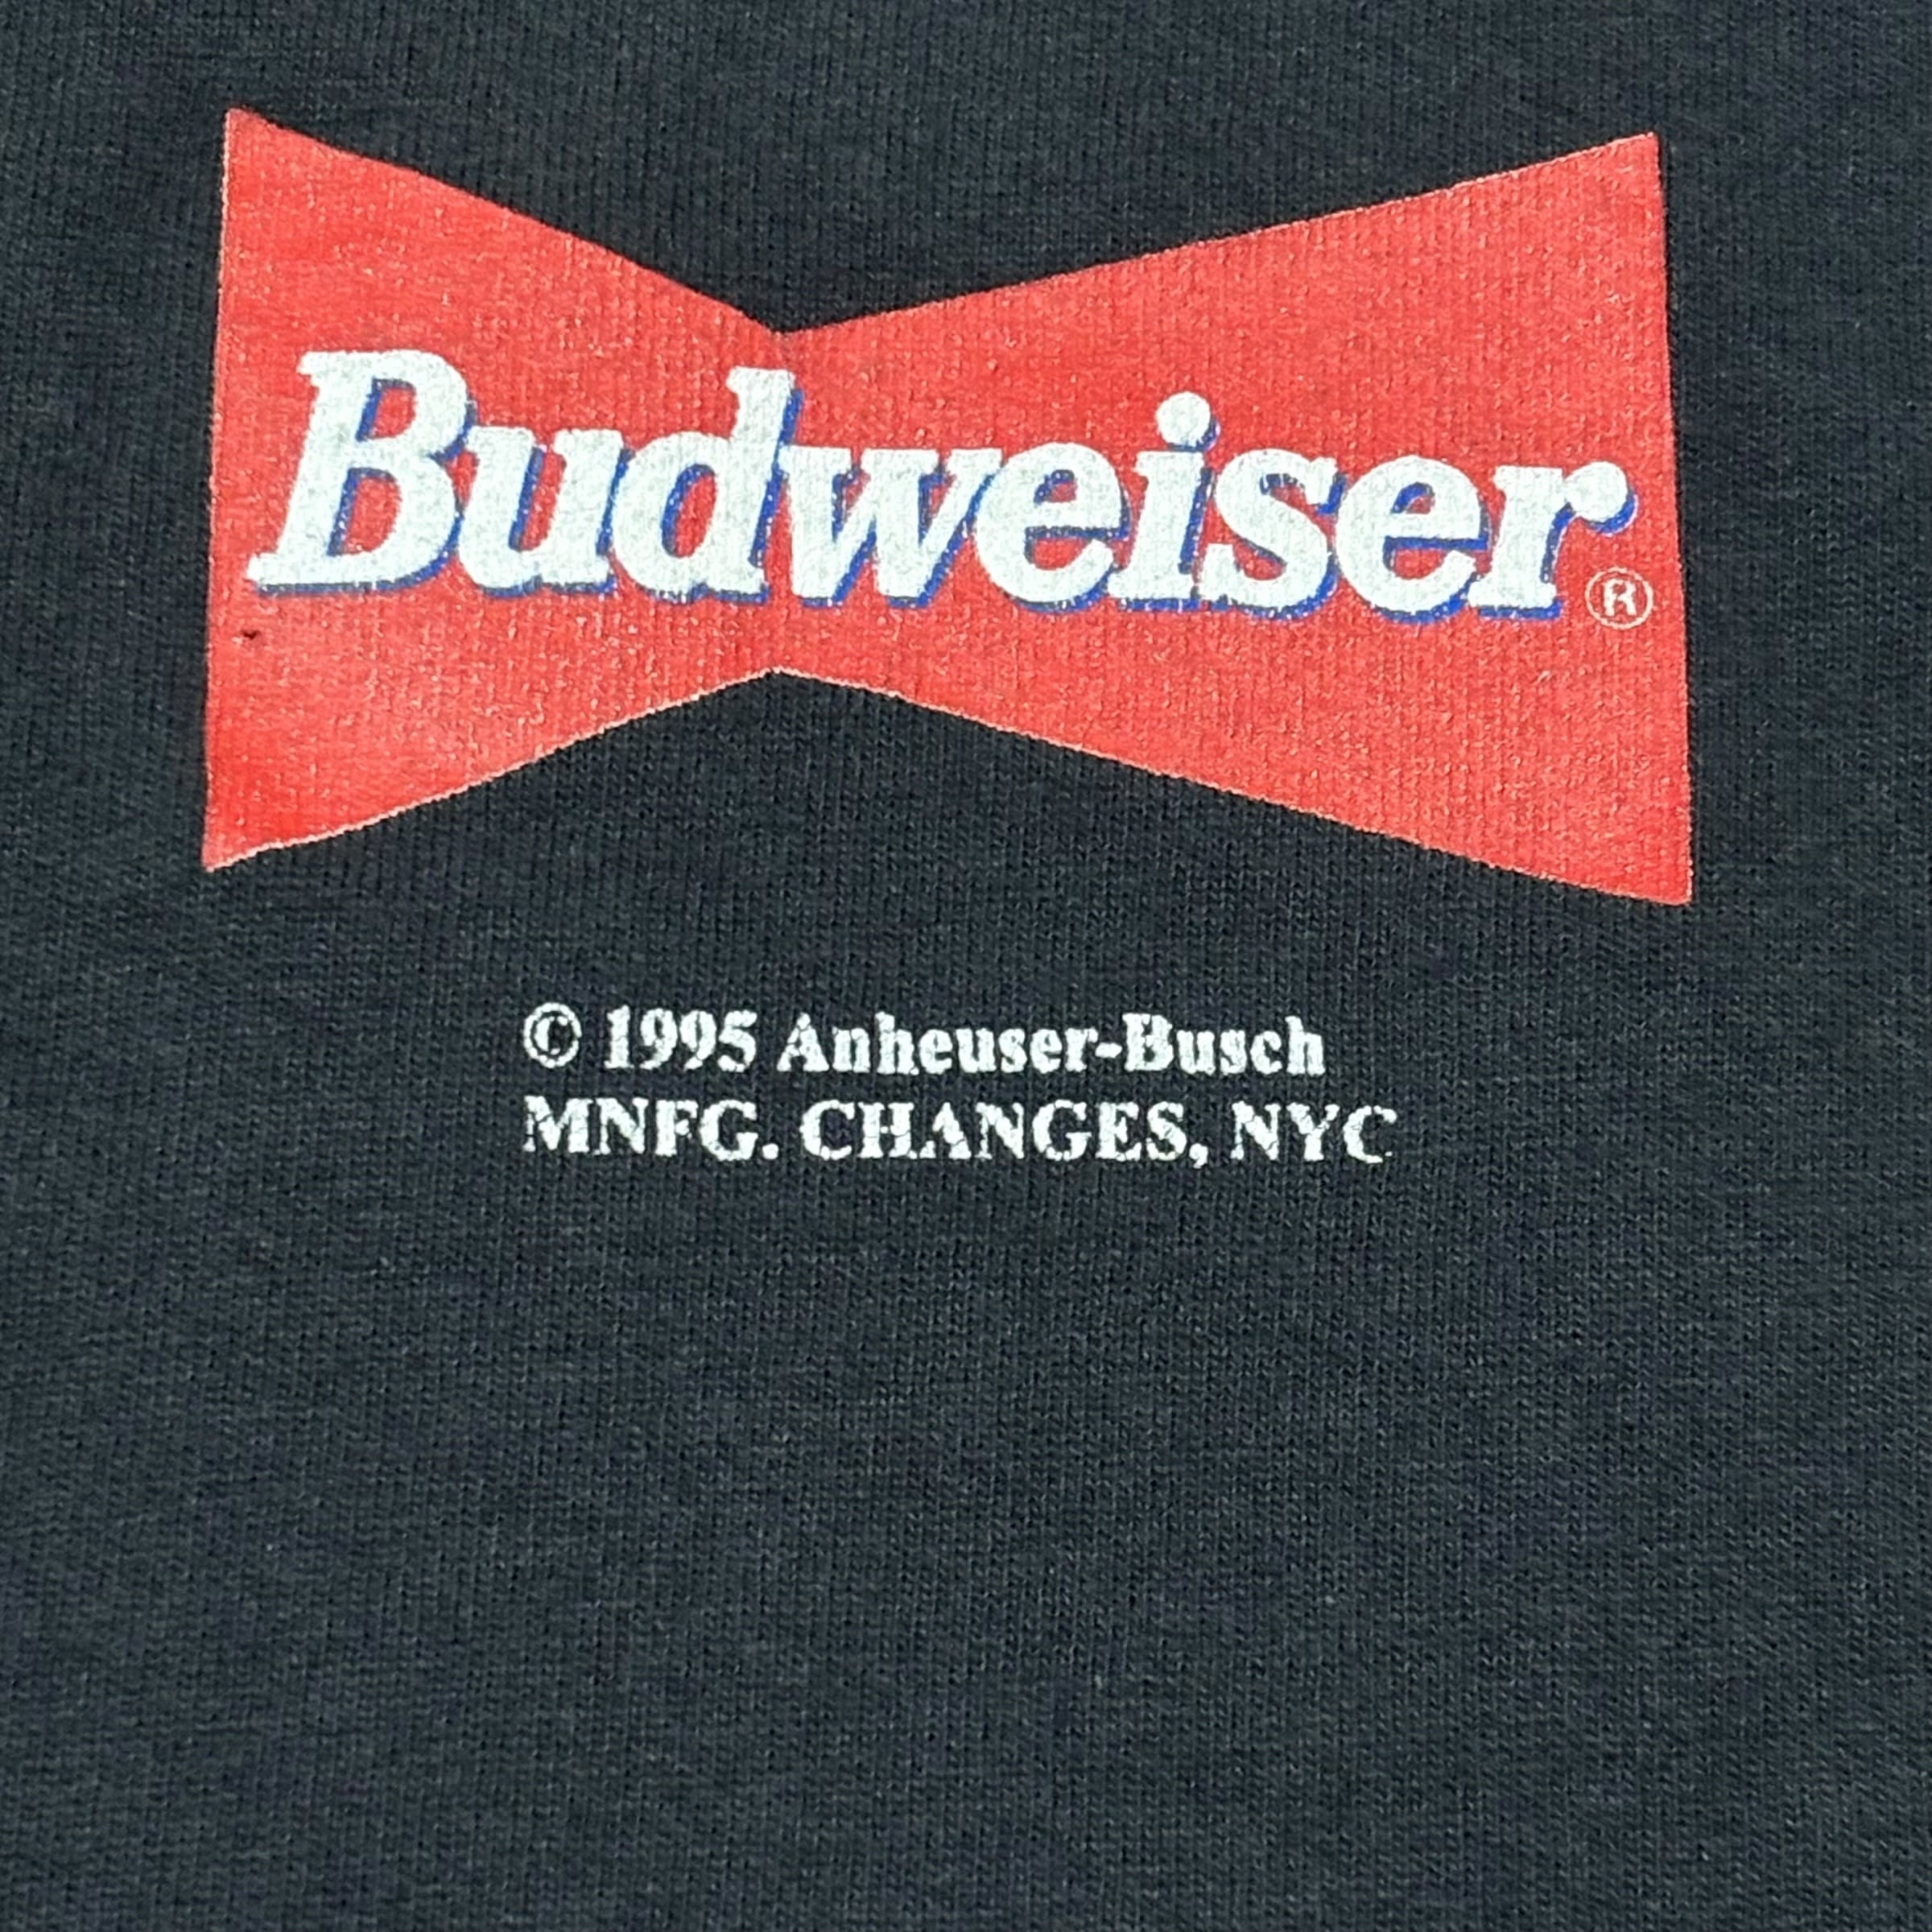 Budweiser®
© 1995 Anheuser-Busch
MNFG. CHANGES, NYC